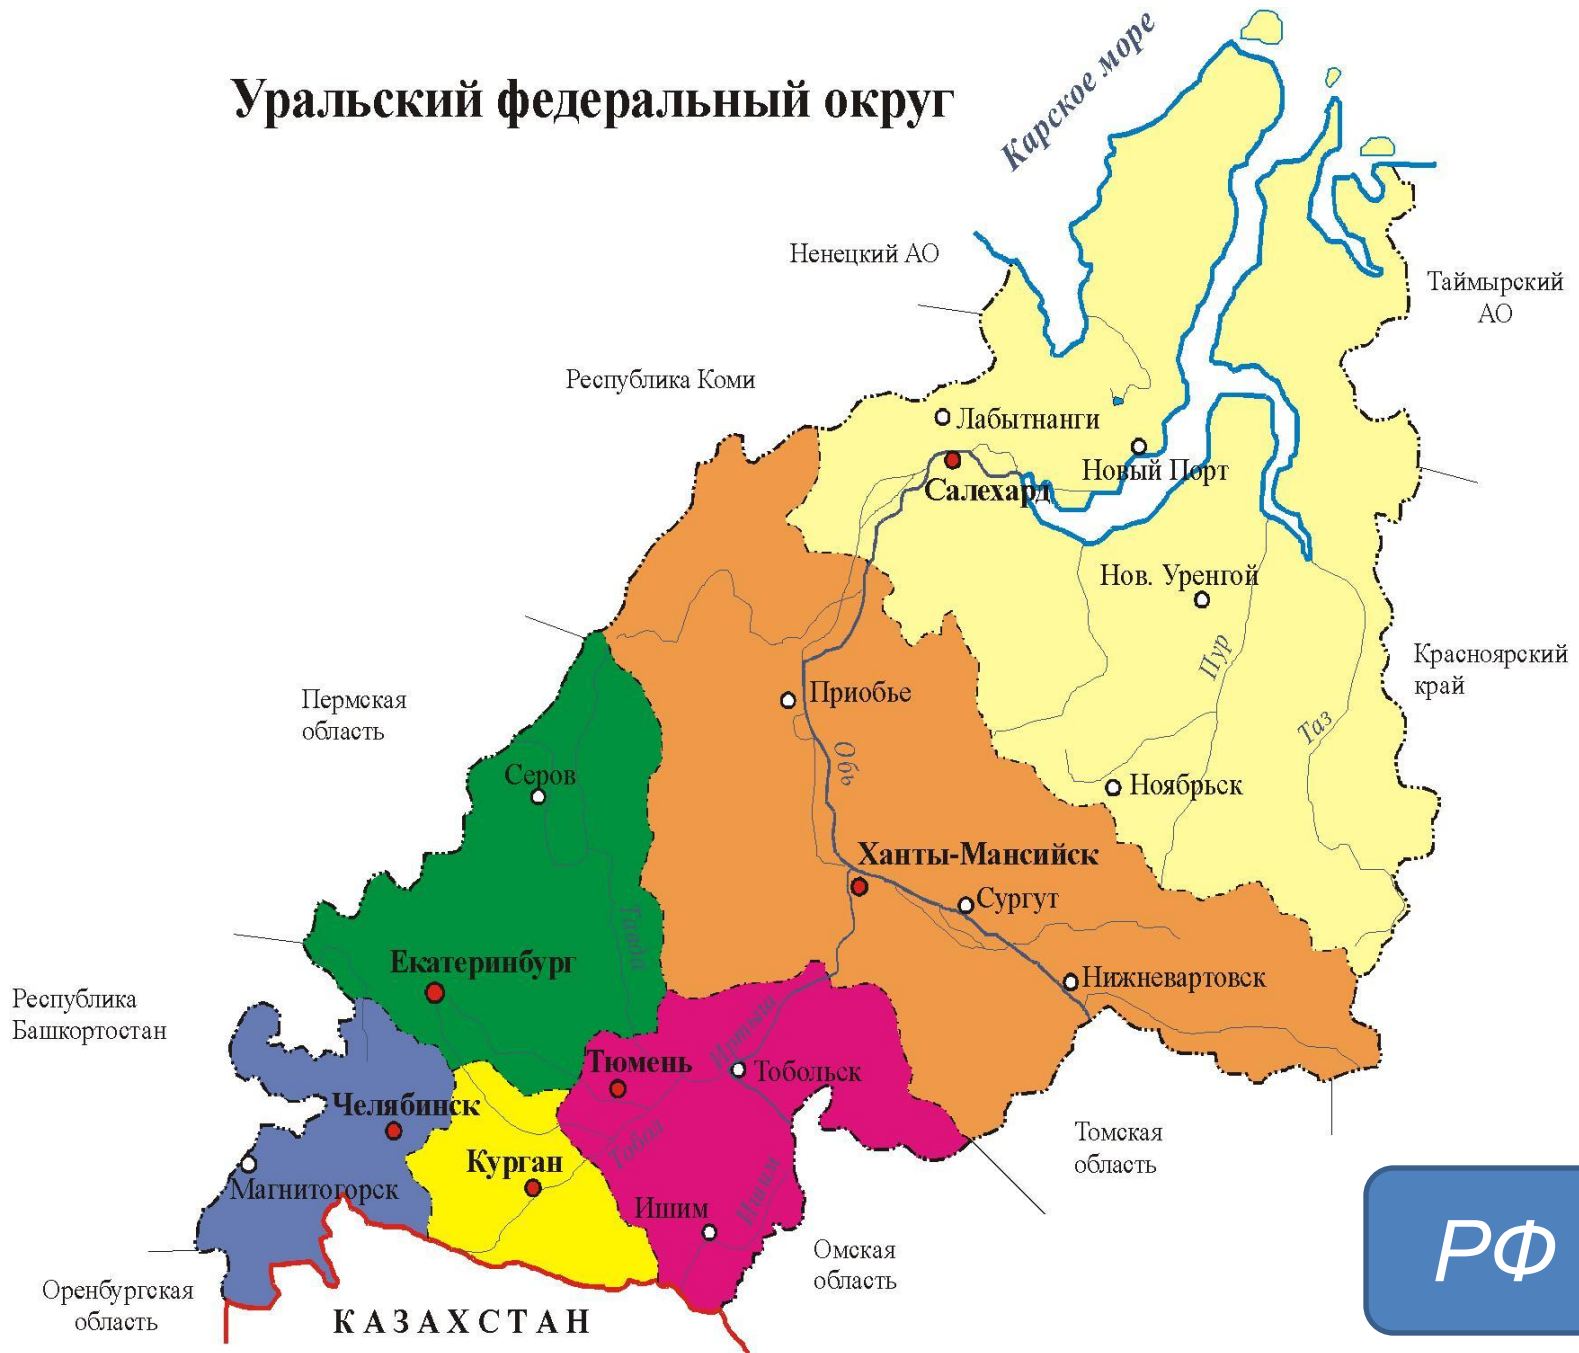 Уральский федеральный округ
Карское море
Ненецкий АО
Таймырский
АО
Республика Коми
Лабытнанги
Новый Порт
Салехард
Нов. Уренгой
Пур
Красноярский
край
Таз
Пермская
область
Приобье
Обь
Серов
Ноябрьск
Ханты-Мансийск
Сургут
Тавда
Екатеринбург
Нижневартовск
Республика
Башкортостан
Иртыш
Тюмень
Тобольск
Челябинск
Тобол
Томская
область
Курган
Магнитогорск
Ишим
Ишим
Омская
область
Оренбургская
область
КАЗАХСТАН
РФ